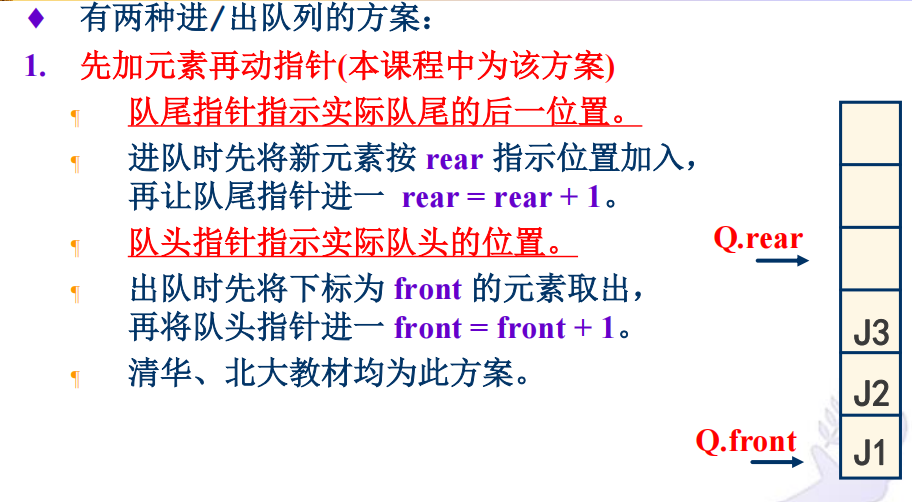 ♦ 有两种进/出队列的方案：
1. 先加元素再动指针(本课程中为该方案)
¶ 队尾指针指示实际队尾的后一位置。
¶ 进队时先将新元素按 rear 指示位置加入，
再让队尾指针进一 rear = rear + 1。
¶ 队头指针指示实际队头的位置。
¶ 出队时先将下标为 front 的元素取出，
再将队头指针进一 front = front + 1。
¶ 清华、北大教材均为此方案。
Q.rear
J3
J2
Q.front
J1